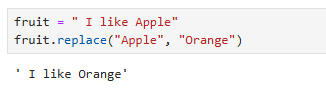 fruit = " I like Apple"
fruit.replace("Apple", "Orange")
' I like Orange'